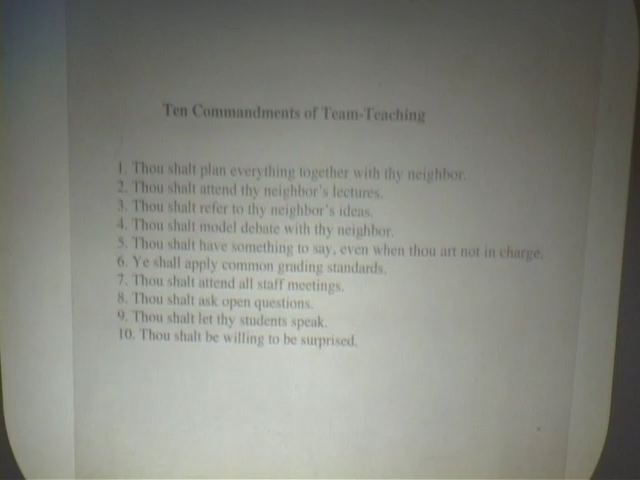 Ten Commandments of Team-Teaching
1. Thou shalt plan everything together with thy neighbor.
2. Thou shalt attend thy neighbor's lectures.
3. Thou shalt refer to thy neighbor's ideas.
4. Thou shalt model debate with thy neighbor.
5. Thou shalt have something to say, even when thou art not in charge.
6. Ye shall apply common grading standards.
7. Thou shalt attend all staff meetings.
8. Thou shalt ask open questions.
9. Thou shalt let thy students speak.
10. Thou shalt be willing to be surprised.